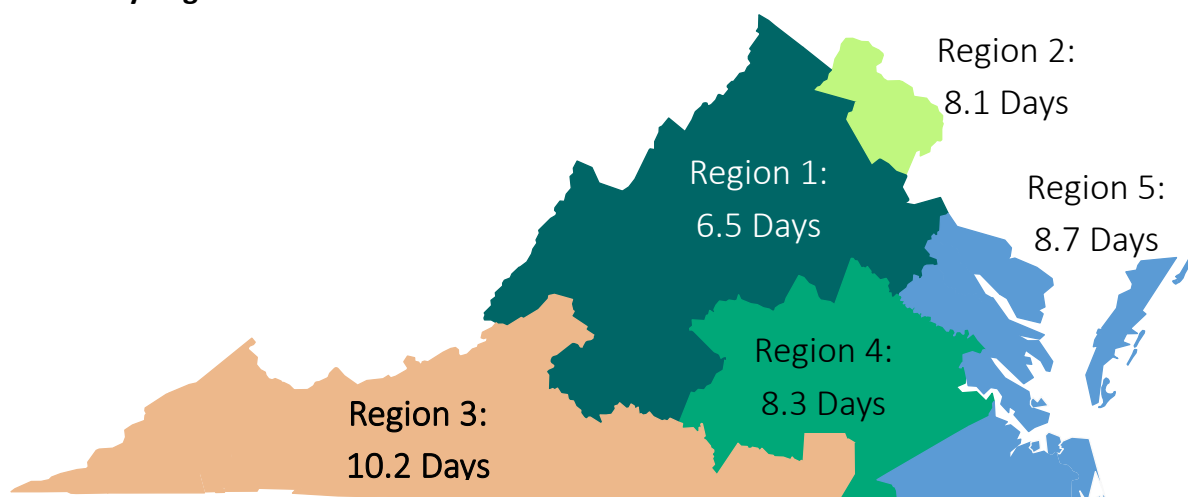 Region 2:
8.1 Days
Region 1:
6.5 Days
Region 5:
8.7 Days
Region 4:
8.3 Days
Region 3:
10.2 Days